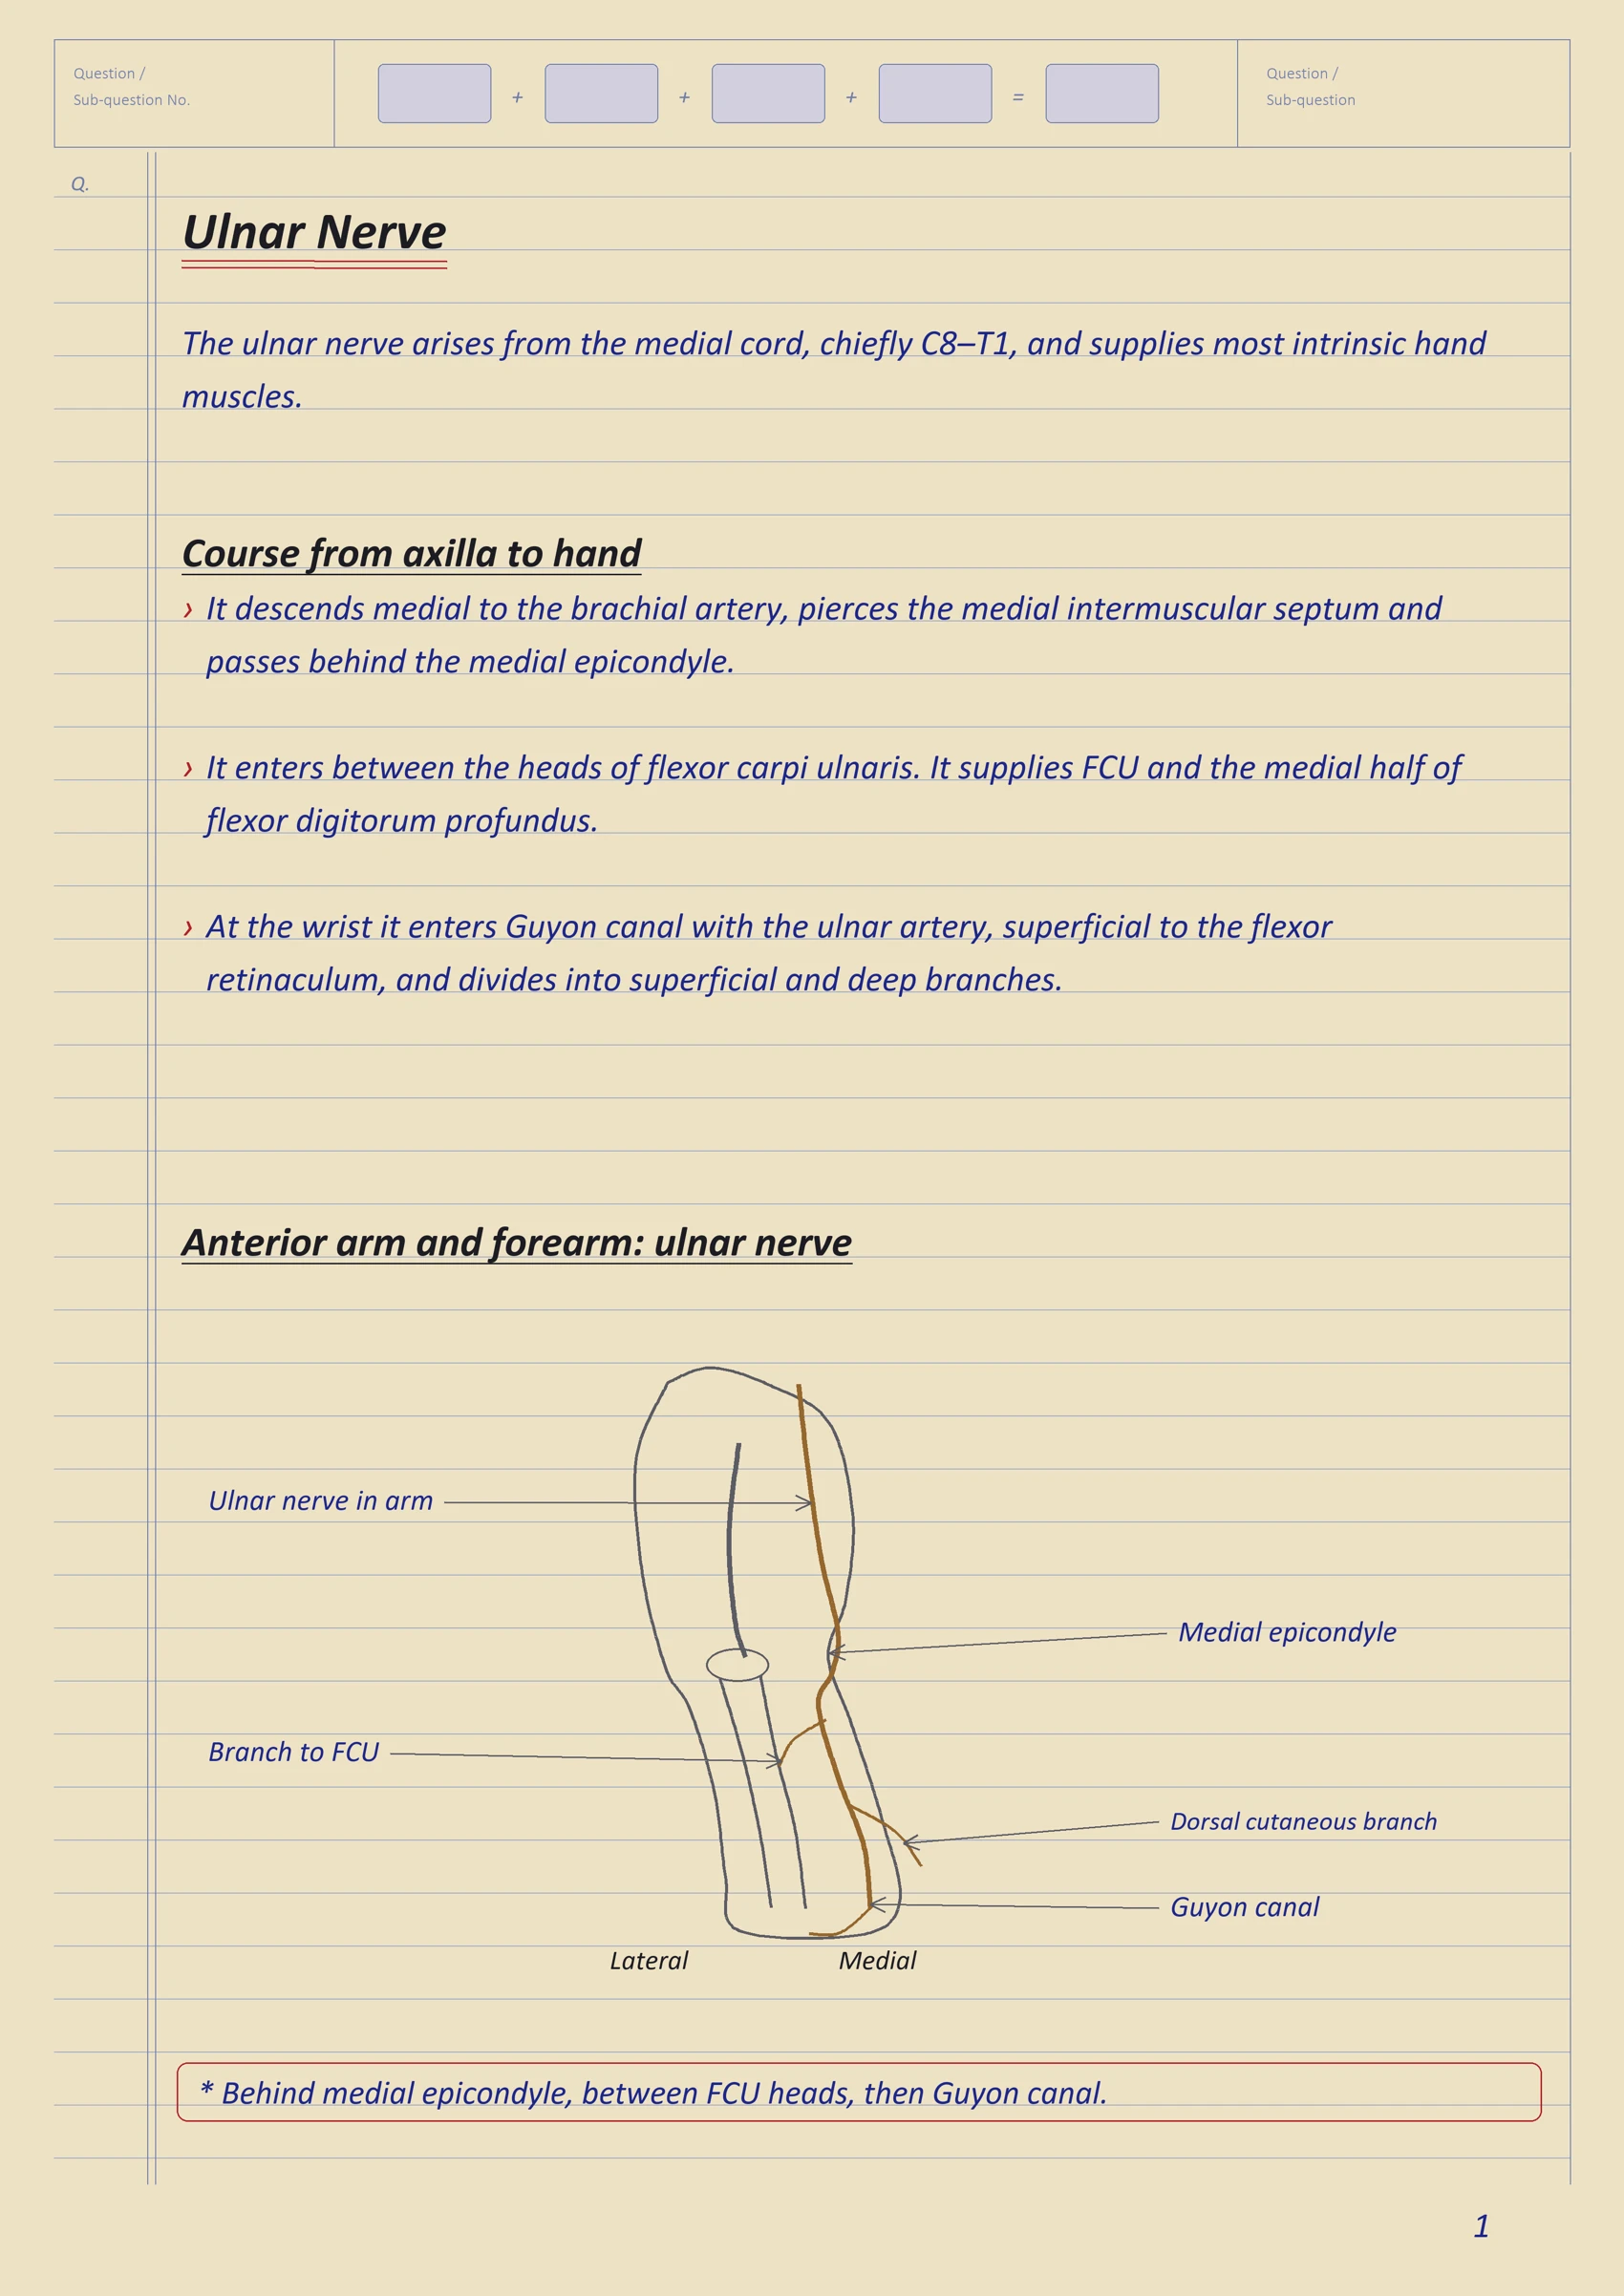 Question /
Sub-question No.
+ + + =
Question /
Sub-question
Q.
Ulnar Nerve
The ulnar nerve arises from the medial cord, chiefly C8–T1, and supplies most intrinsic hand
muscles.
Course from axilla to hand
› It descends medial to the brachial artery, pierces the medial intermuscular septum and
passes behind the medial epicondyle.
› It enters between the heads of flexor carpi ulnaris. It supplies FCU and the medial half of
flexor digitorum profundus.
› At the wrist it enters Guyon canal with the ulnar artery, superficial to the flexor
retinaculum, and divides into superficial and deep branches.
Anterior arm and forearm: ulnar nerve
Ulnar nerve in arm
Medial epicondyle
Branch to FCU
Dorsal cutaneous branch
Guyon canal
Lateral
Medial
* Behind medial epicondyle, between FCU heads, then Guyon canal.
1